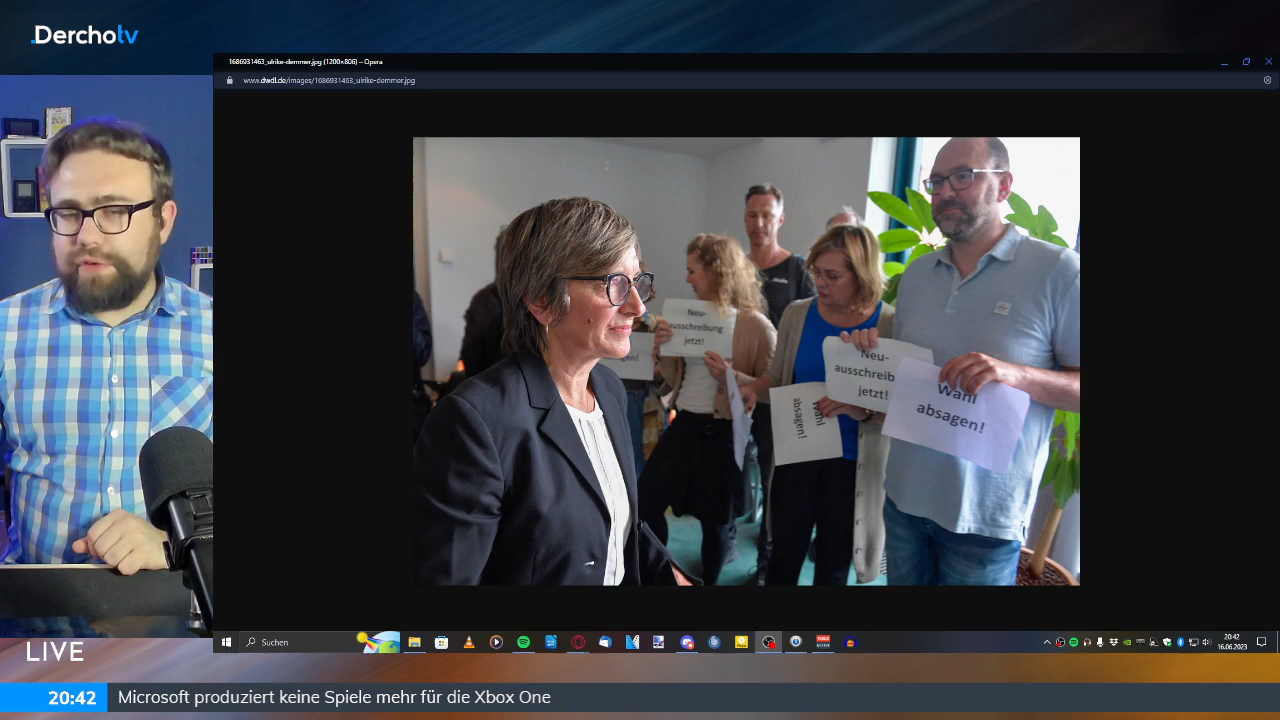 .Derchotv
1686931463_ulrike-demmer.jpg (1200×806) – Opera
www.dwdl.de/images/1686931463_ulrike-demmer.jpg
Neu-
ausschreibung
jetzt!
Neu-
ausschreib
jetzt!
Wahl
absagen!
Wahl
absagen!
LIVE
Suchen
20:42
16.06.2023
20:42
Microsoft produziert keine Spiele mehr für die Xbox One